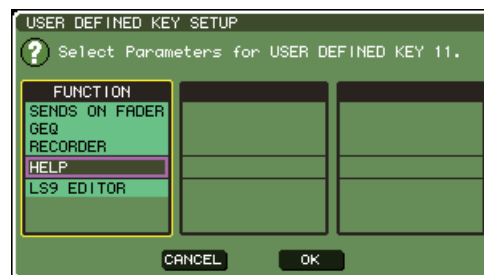 USER DEFINED KEY SETUP
? Select Parameters for USER DEFINED KEY 11.
FUNCTION
SENDS ON FADER
GEQ
RECORDER
HELP
LS9 EDITOR
CANCEL
OK